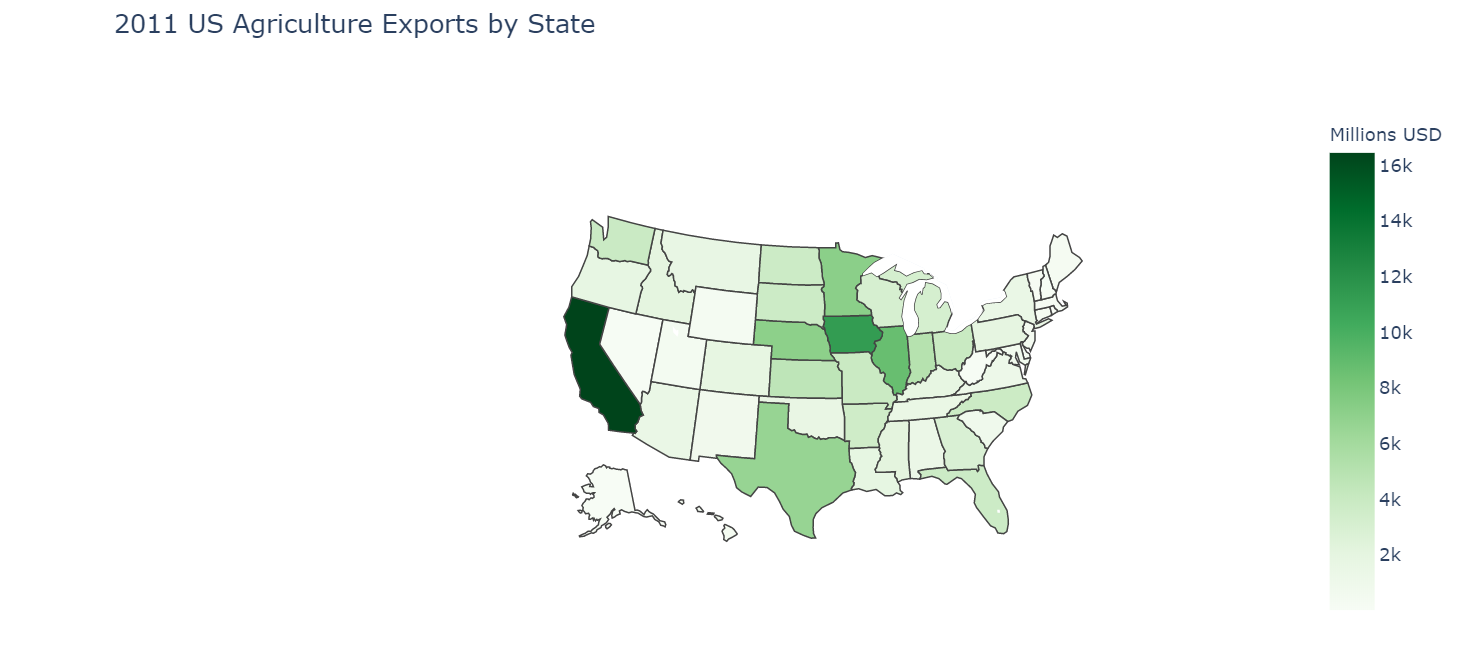 2011 US Agriculture Exports by State
Millions USD
16k
14k
12k
10k
8k
6k
4k
2k